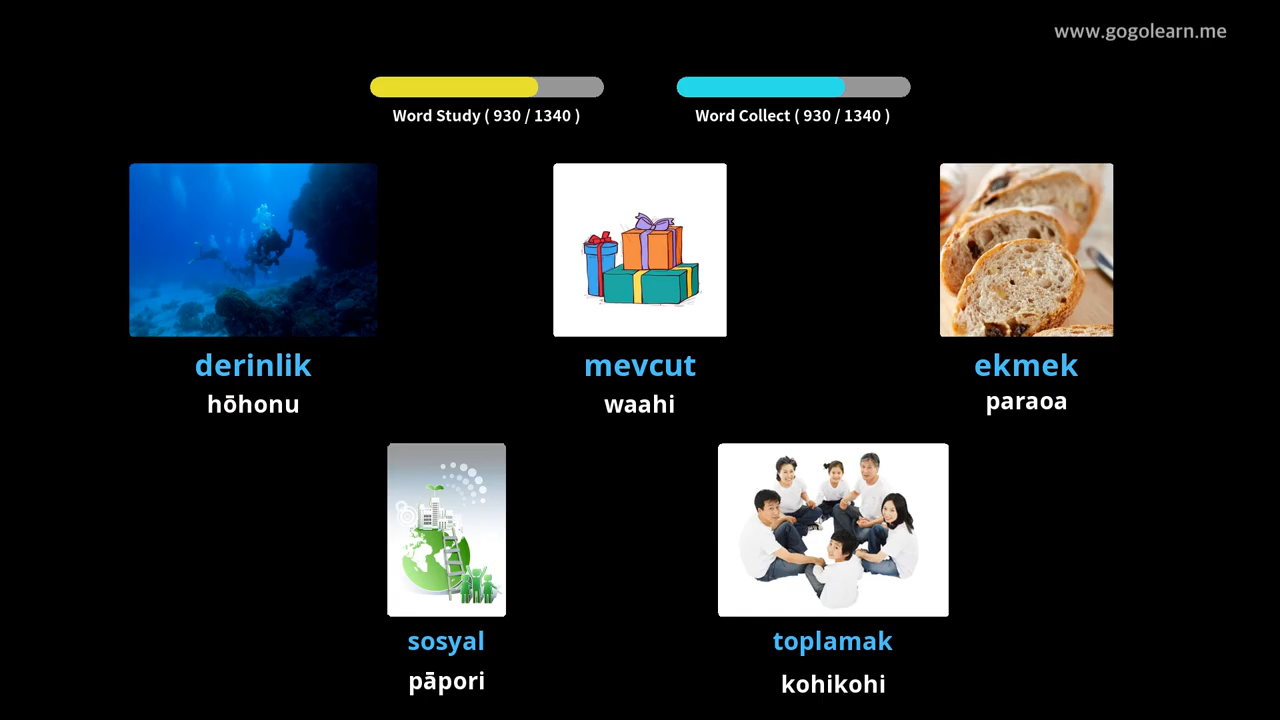 www.gogolearn.me
Word Study ( 930 / 1340 )
Word Collect ( 930 / 1340 )
derinlik
hōhonu
mevcut
waahi
ekmek
paraoa
sosyal
pāpori
toplamak
kohikohi